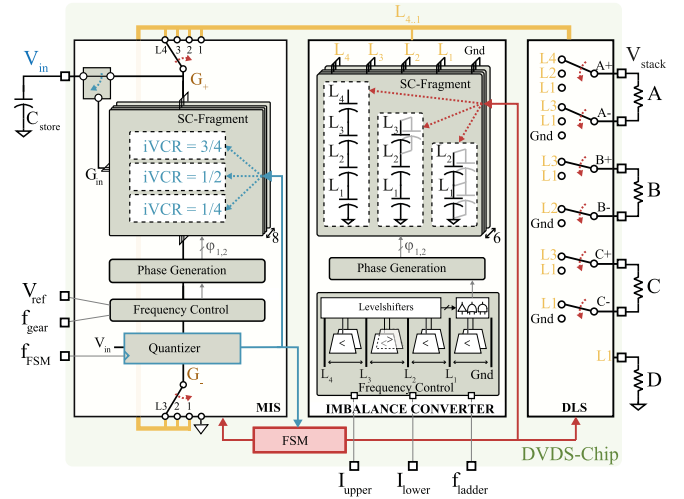 L4..1
L4 3 2 1
G+
Vin
Cstore
Gin
SC-Fragment
iVCR = 3/4
iVCR = 1/2
iVCR = 1/4
8
φ1,2
Phase Generation
Vref
fgear
fFSM
Frequency Control
Vin
Quantizer
G-
L3 2 1
MIS
L4 L3 L2 L1 Gnd
SC-Fragment
L4
L3
L2
L1
L3
L2
L1
L2
L1
6
φ1,2
Phase Generation
Levelshifters
< <> < <
L4 L3 L2 L1 Gnd
Frequency Control
IMBALANCE CONVERTER
FSM
Iupper Ilower fladder
L4
L2
L1
A+
L3
L1
Gnd
A-
L3
L1
B+
L2
Gnd
B-
L3
L1
C+
L1
Gnd
C-
L1
DLS
Vstack
A
B
C
D
DVDS-Chip